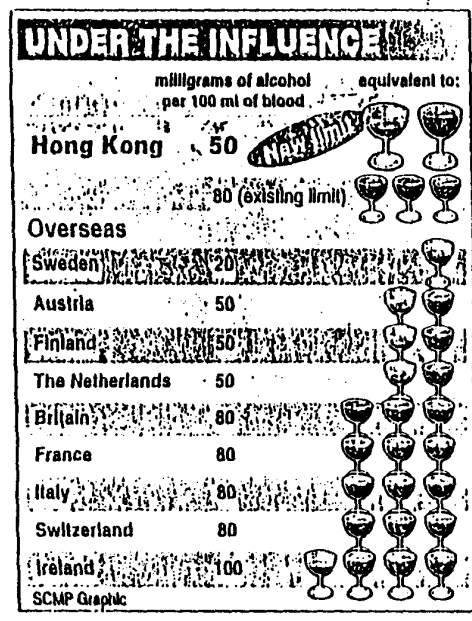 UNDER THE INFLUENCE
milligrams of alcohol per 100 ml of blood
equivalent to:
Hong Kong 50 New limit
80 (existing limit)
Overseas
Sweden 20
Austria 50
Finland 50
The Netherlands 50
Britain 80
France 80
Italy 80
Switzerland 80
Ireland 100
SCMP Graphic